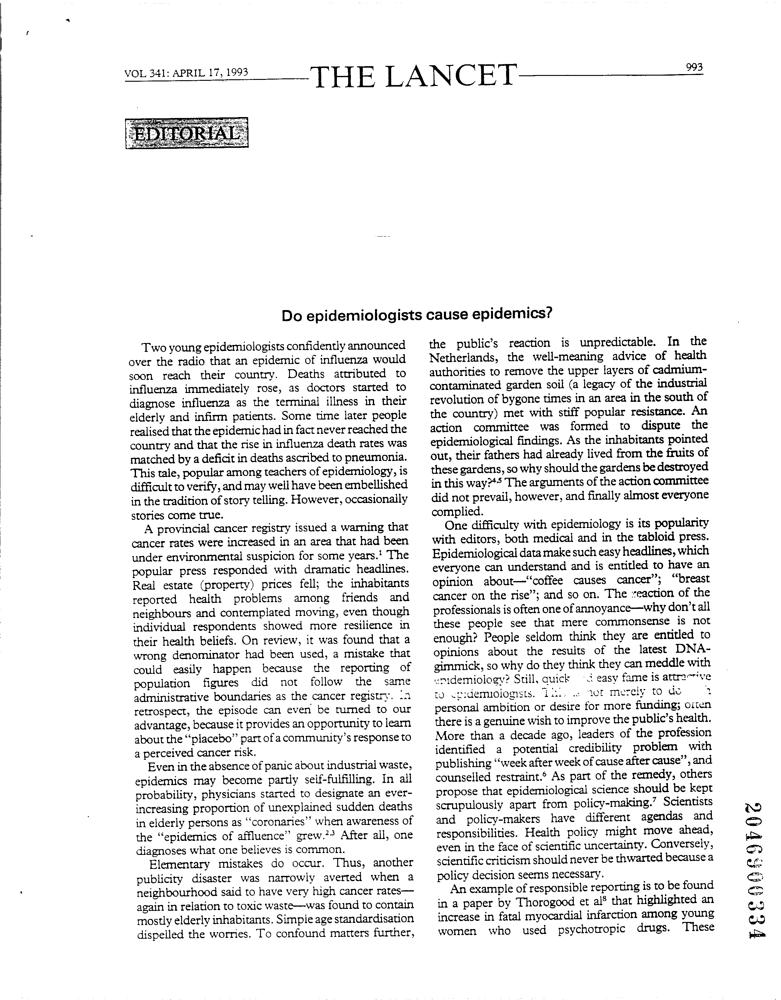 VOL 341: APRIL 17, 1993
THE LANCET
993
EDITORIAL
Do epidemiologists cause epidemics?
Two young epidemiologists confidently announced
over the radio that an epidemic of influenza would
soon reach their country. Deaths attributed to
influenza immediately rose, as doctors started to
diagnose influenza as the terminal illness in their
elderly and infirm patients. Some time later people
realised that the epidemic had in fact never reached the
country and that the rise in influenza death rates was
matched by a deficit in deaths ascribed to pneumonia.
This tale, popular among teachers of epidemiology, is
difficult to verify, and may well have been embellished
in the tradition of story telling. However, occasionally
stories come true.
A provincial cancer registry issued a warning that
cancer rates were increased in an area that had been
under environmental suspicion for some years.¹ The
popular press responded with dramatic headlines.
Real estate (property) prices fell; the inhabitants
reported health problems among friends and
neighbours and contemplated moving, even though
individual respondents showed more resilience in
their health beliefs. On review, it was found that a
wrong denominator had been used, a mistake that
could easily happen because the reporting of
population figures did not follow the same
administrative boundaries as the cancer registry. In
retrospect, the episode can even be turned to our
advantage, because it provides an opportunity to learn
about the "placebo" part of a community's response to
a perceived cancer risk.
Even in the absence of panic about industrial waste,
epidemics may become partly self-fulfilling. In all
probability, physicians started to designate an ever-
increasing proportion of unexplained sudden deaths
in elderly persons as "coronaries" when awareness of
the "epidemics of affluence" grew.²,³ After all, one
diagnoses what one believes is common.
Elementary mistakes do occur. Thus, another
publicity disaster was narrowly averted when a
neighbourhood said to have very high cancer rates—
again in relation to toxic waste—was found to contain
mostly elderly inhabitants. Simple age standardisation
dispelled the worries. To confound matters further,
the public's reaction is unpredictable. In the
Netherlands, the well-meaning advice of health
authorities to remove the upper layers of cadmium-
contaminated garden soil (a legacy of the industrial
revolution of bygone times in an area in the south of
the country) met with stiff popular resistance. An
action committee was formed to dispute the
epidemiological findings. As the inhabitants pointed
out, their fathers had already lived from the fruits of
these gardens, so why should the gardens be destroyed
in this way?⁴,⁵ The arguments of the action committee
did not prevail, however, and finally almost everyone
complied.
One difficulty with epidemiology is its popularity
with editors, both medical and in the tabloid press.
Epidemiological data make such easy headlines, which
everyone can understand and is entitled to have an
opinion about—"coffee causes cancer"; "breast
cancer on the rise"; and so on. The reaction of the
professionals is often one of annoyance—why don't all
these people see that mere commonsense is not
enough? People seldom think they are entitled to
opinions about the results of the latest DNA-
gimmick, so why do they think they can meddle with
epidemiology? Still, quick easy fame is attractive
to epidemiologists. not merely to
personal ambition or desire for more funding; often
there is a genuine wish to improve the public's health.
More than a decade ago, leaders of the profession
identified a potential credibility problem with
publishing "week after week of cause after cause", and
counselled restraint.⁶ As part of the remedy, others
propose that epidemiological science should be kept
scrupulously apart from policy-making.⁷ Scientists
and policy-makers have different agendas and
responsibilities. Health policy might move ahead,
even in the face of scientific uncertainty. Conversely,
scientific criticism should never be thwarted because a
policy decision seems necessary.
An example of responsible reporting is to be found
in a paper by Thorogood et al⁸ that highlighted an
increase in fatal myocardial infarction among young
women who used psychotropic drugs. These
2046300334